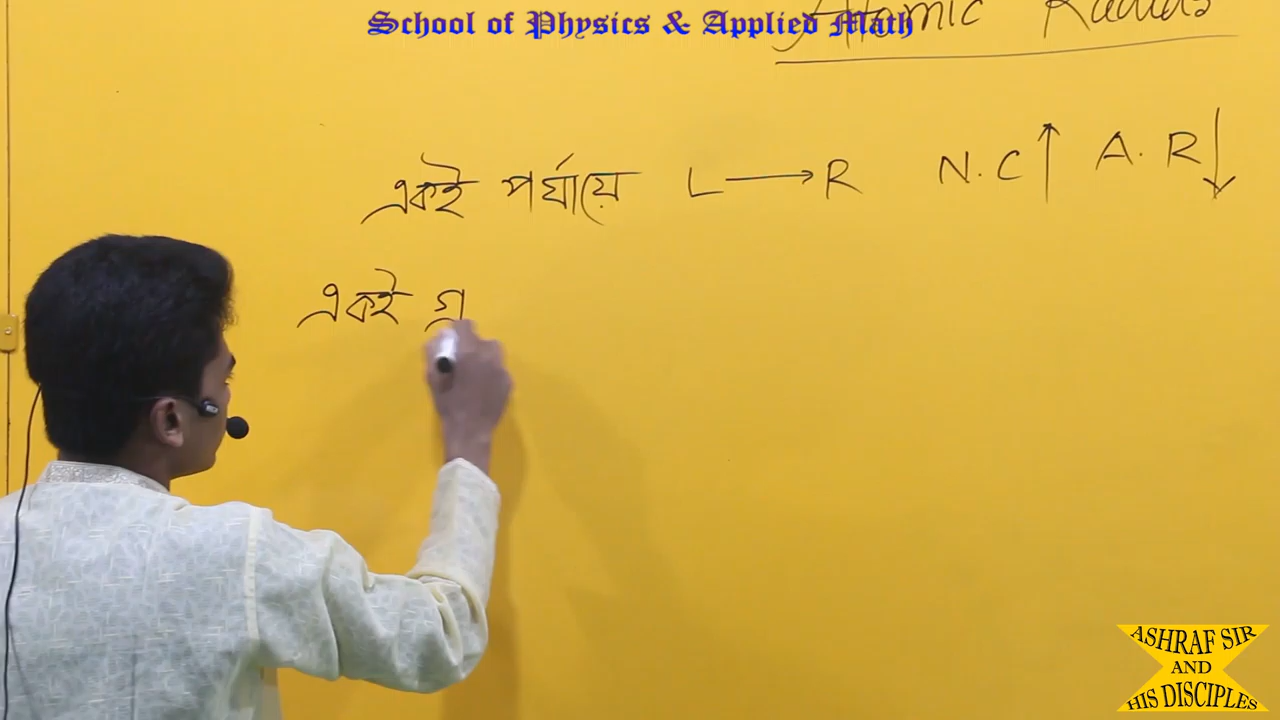 School of Physics & Applied Math
Atomic Radius
একই পর্যায়ে L → R N.C ↑ A.R ↓
একই গ্র
ASHRAF SIR
AND
HIS DISCIPLES